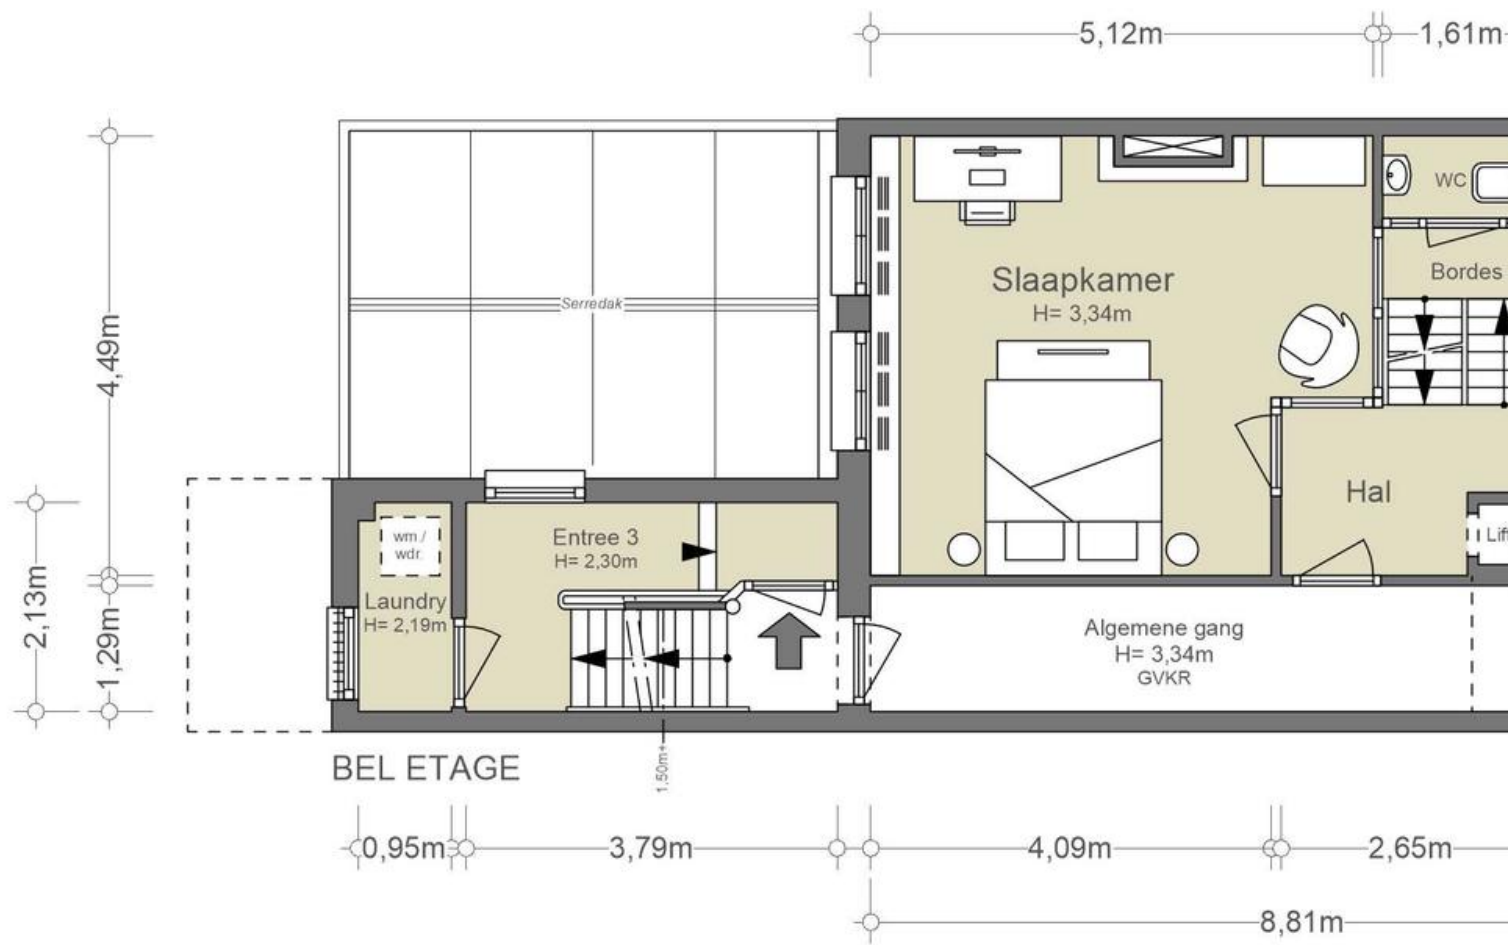 5,12m
1,61m
WC
Bordes
Slaapkamer
H= 3,34m
Serredak
4,49m
Hal
Lift
wm /
wdr.
Entree 3
H= 2,30m
Laundry
H= 2,19m
2,13m
1,29m
Algemene gang
H= 3,34m
GVKR
BEL ETAGE
1.50m+
0,95m
3,79m
4,09m
2,65m
8,81m